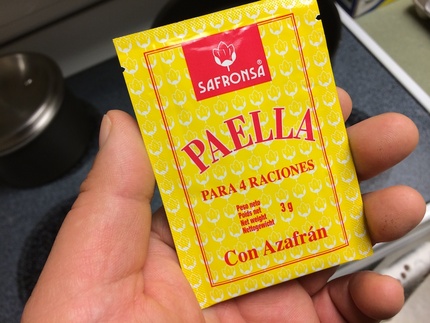 SAFRONSA
PAELLA
PARA 4 RACIONES
Peso neto
Poids net
Net weight
Nettogewicht
3 g
Con Azafrán